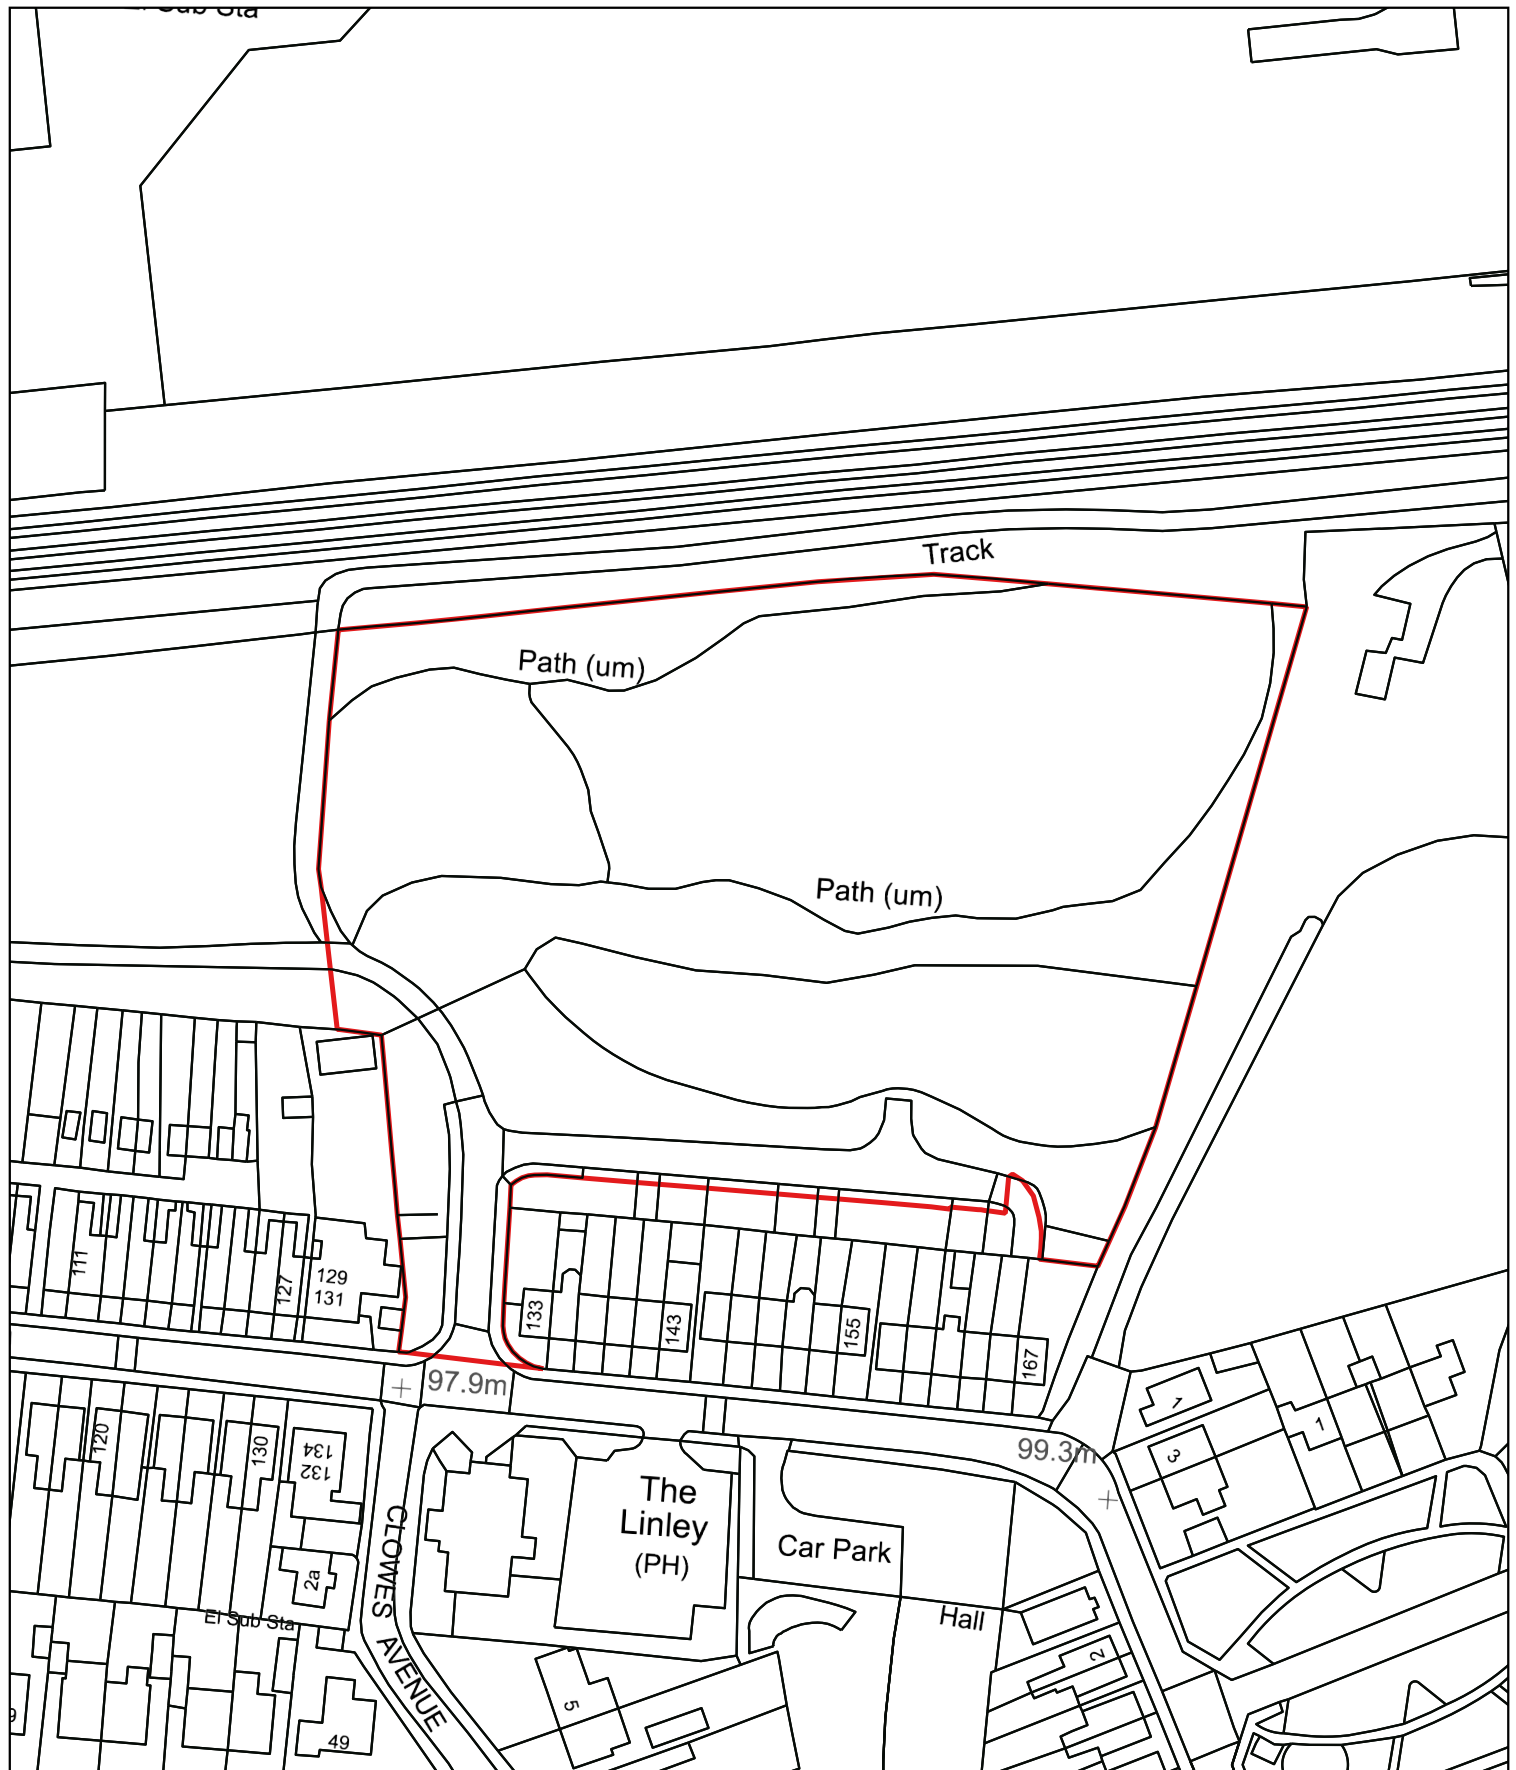 El Sub Sta
Track
Path (um)
Path (um)
111
127
129
131
133
143
155
167
97.9m
120
130
134
132
99.3m
1
3
1
The
Linley
(PH)
Car Park
CLOWES AVENUE
2a
El Sub Sta
Hall
2
5
9
49